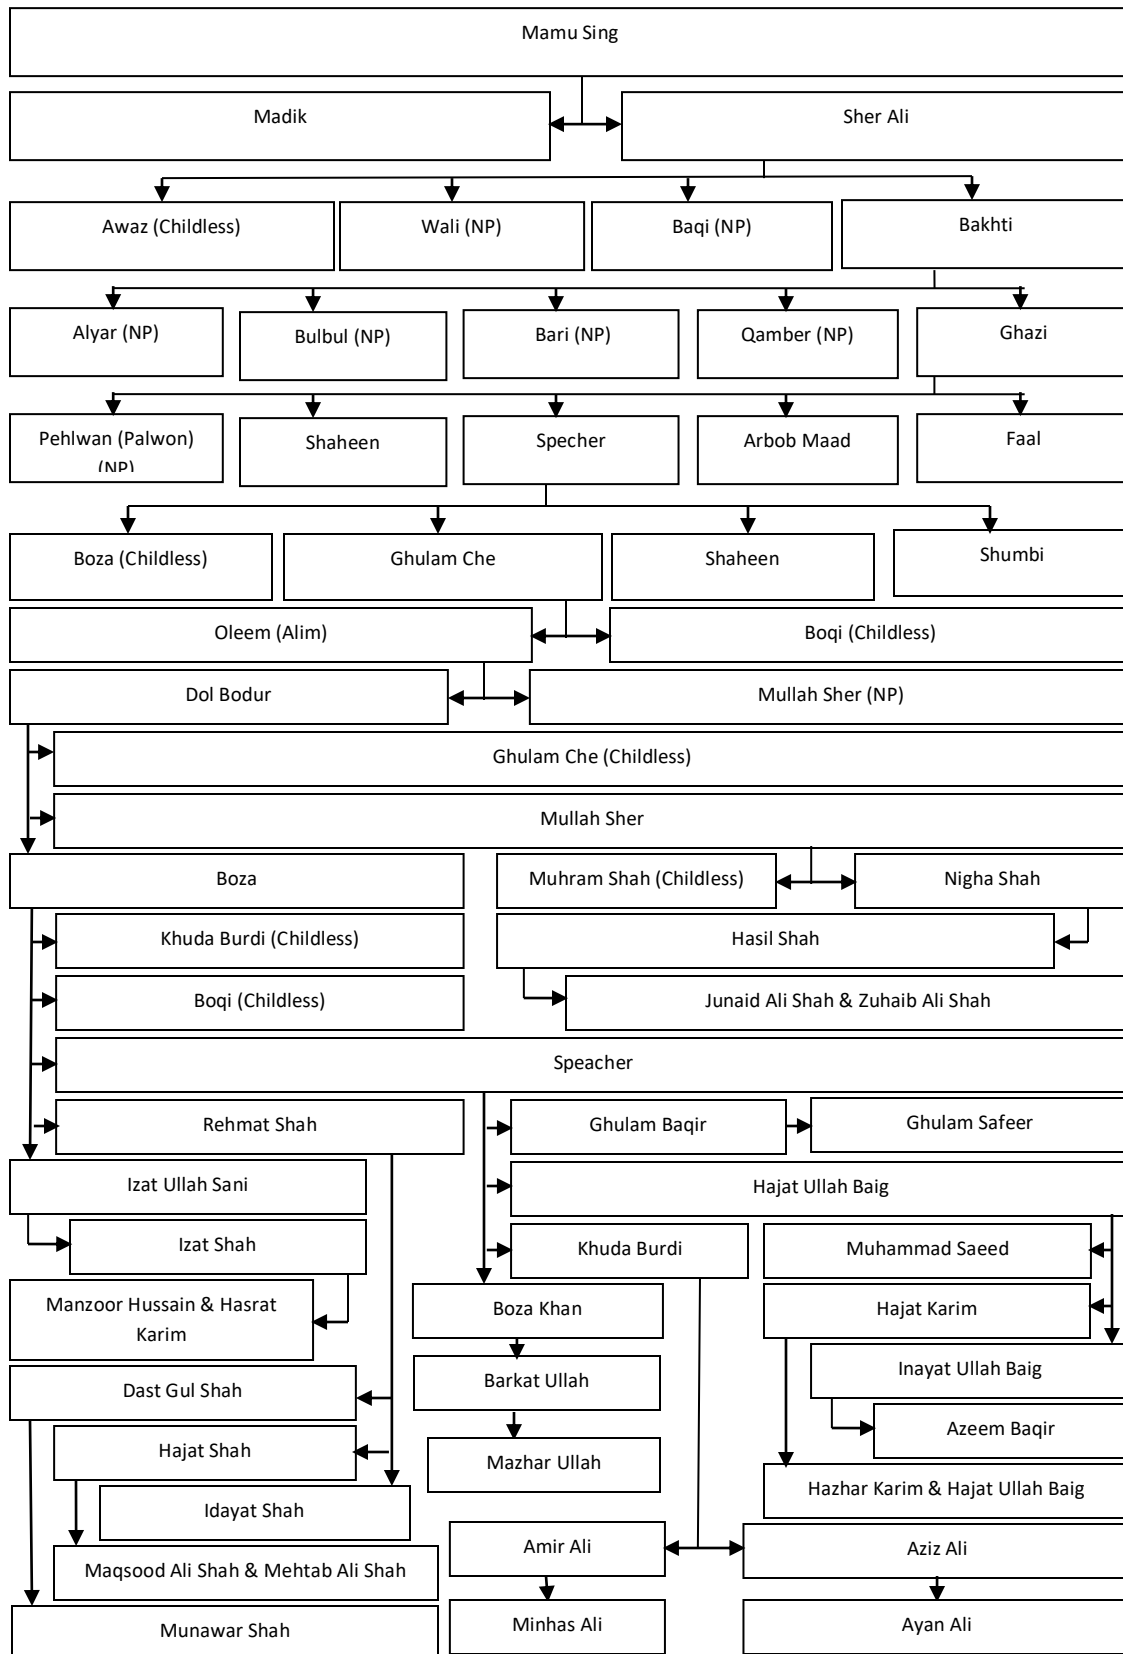 Mamu Sing
Madik
Sher Ali
Awaz (Childless)
Wali (NP)
Baqi (NP)
Bakhti
Alyar (NP)
Bulbul (NP)
Bari (NP)
Qamber (NP)
Ghazi
Pehlwan (Palwon)
(NP)
Shaheen
Specher
Arbob Maad
Faal
Boza (Childless)
Ghulam Che
Shaheen
Shumbi
Oleem (Alim)
Boqi (Childless)
Dol Bodur
Mullah Sher (NP)
Ghulam Che (Childless)
Mullah Sher
Boza
Muhram Shah (Childless)
Nigha Shah
Khuda Burdi (Childless)
Hasil Shah
Boqi (Childless)
Junaid Ali Shah & Zuhaib Ali Shah
Speacher
Rehmat Shah
Ghulam Baqir
Ghulam Safeer
Izat Ullah Sani
Hajat Ullah Baig
Izat Shah
Khuda Burdi
Muhammad Saeed
Manzoor Hussain & Hasrat
Karim
Boza Khan
Hajat Karim
Dast Gul Shah
Barkat Ullah
Inayat Ullah Baig
Hajat Shah
Mazhar Ullah
Azeem Baqir
Idayat Shah
Hazhar Karim & Hajat Ullah Baig
Maqsood Ali Shah & Mehtab Ali Shah
Amir Ali
Aziz Ali
Munawar Shah
Minhas Ali
Ayan Ali